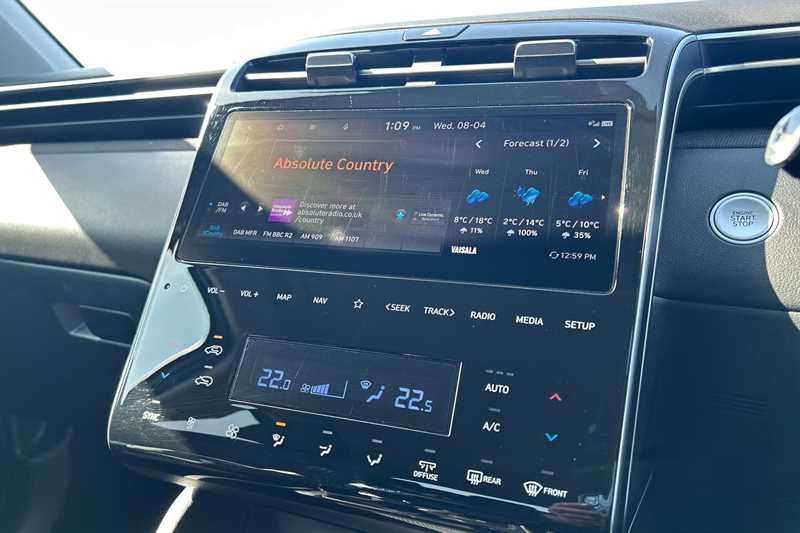 1:09 PM Wed. 08-04
LIVE
Absolute Country
Forecast (1/2)
Wed Thu Fri
8°C / 18°C 2°C / 14°C 5°C / 10°C
11% 100% 35%
VAISALA
12:59 PM
DAB
/FM
Discover more at
absoluteradio.co.uk
/country
DAB MFR FM BBC R2 AM 909 AM 1107
VOL− VOL+ MAP NAV ☆ <SEEK TRACK> RADIO MEDIA SETUP
ENGINE
START
STOP
22.0 22.5
AUTO
A/C
SYNC
DIFFUSE REAR FRONT